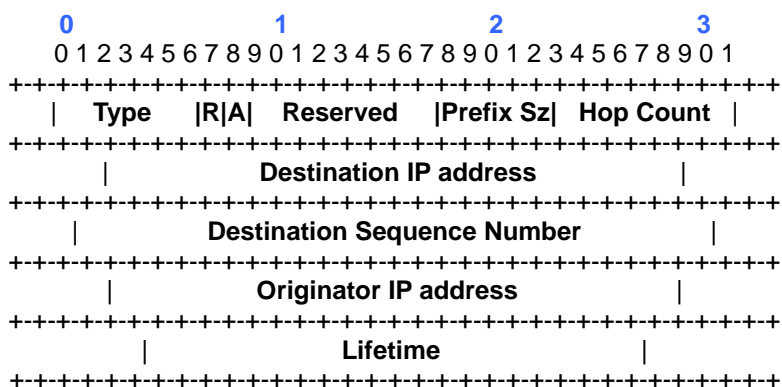 0 1 2 3
0 1 2 3 4 5 6 7 8 9 0 1 2 3 4 5 6 7 8 9 0 1 2 3 4 5 6 7 8 9 0 1
+-+-+-+-+-+-+-+-+-+-+-+-+-+-+-+-+-+-+-+-+-+-+-+-+-+-+-+-+-+-+-+-+
| Type |R|A| Reserved |Prefix Sz| Hop Count |
+-+-+-+-+-+-+-+-+-+-+-+-+-+-+-+-+-+-+-+-+-+-+-+-+-+-+-+-+-+-+-+-+
| Destination IP address |
+-+-+-+-+-+-+-+-+-+-+-+-+-+-+-+-+-+-+-+-+-+-+-+-+-+-+-+-+-+-+-+-+
| Destination Sequence Number |
+-+-+-+-+-+-+-+-+-+-+-+-+-+-+-+-+-+-+-+-+-+-+-+-+-+-+-+-+-+-+-+-+
| Originator IP address |
+-+-+-+-+-+-+-+-+-+-+-+-+-+-+-+-+-+-+-+-+-+-+-+-+-+-+-+-+-+-+-+-+
| Lifetime |
+-+-+-+-+-+-+-+-+-+-+-+-+-+-+-+-+-+-+-+-+-+-+-+-+-+-+-+-+-+-+-+-+